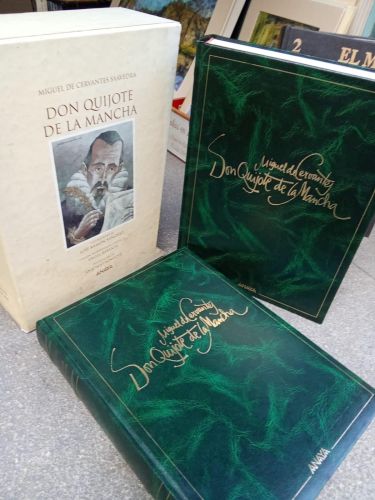 MIGUEL DE CERVANTES SAAVEDRA
DON QUIJOTE
DE LA MANCHA
ANAYA
2 EL M
Miguel de Cervantes
Don Quijote de la Mancha
ANAYA
Miguel de Cervantes
Don Quijote de la Mancha
ANAYA